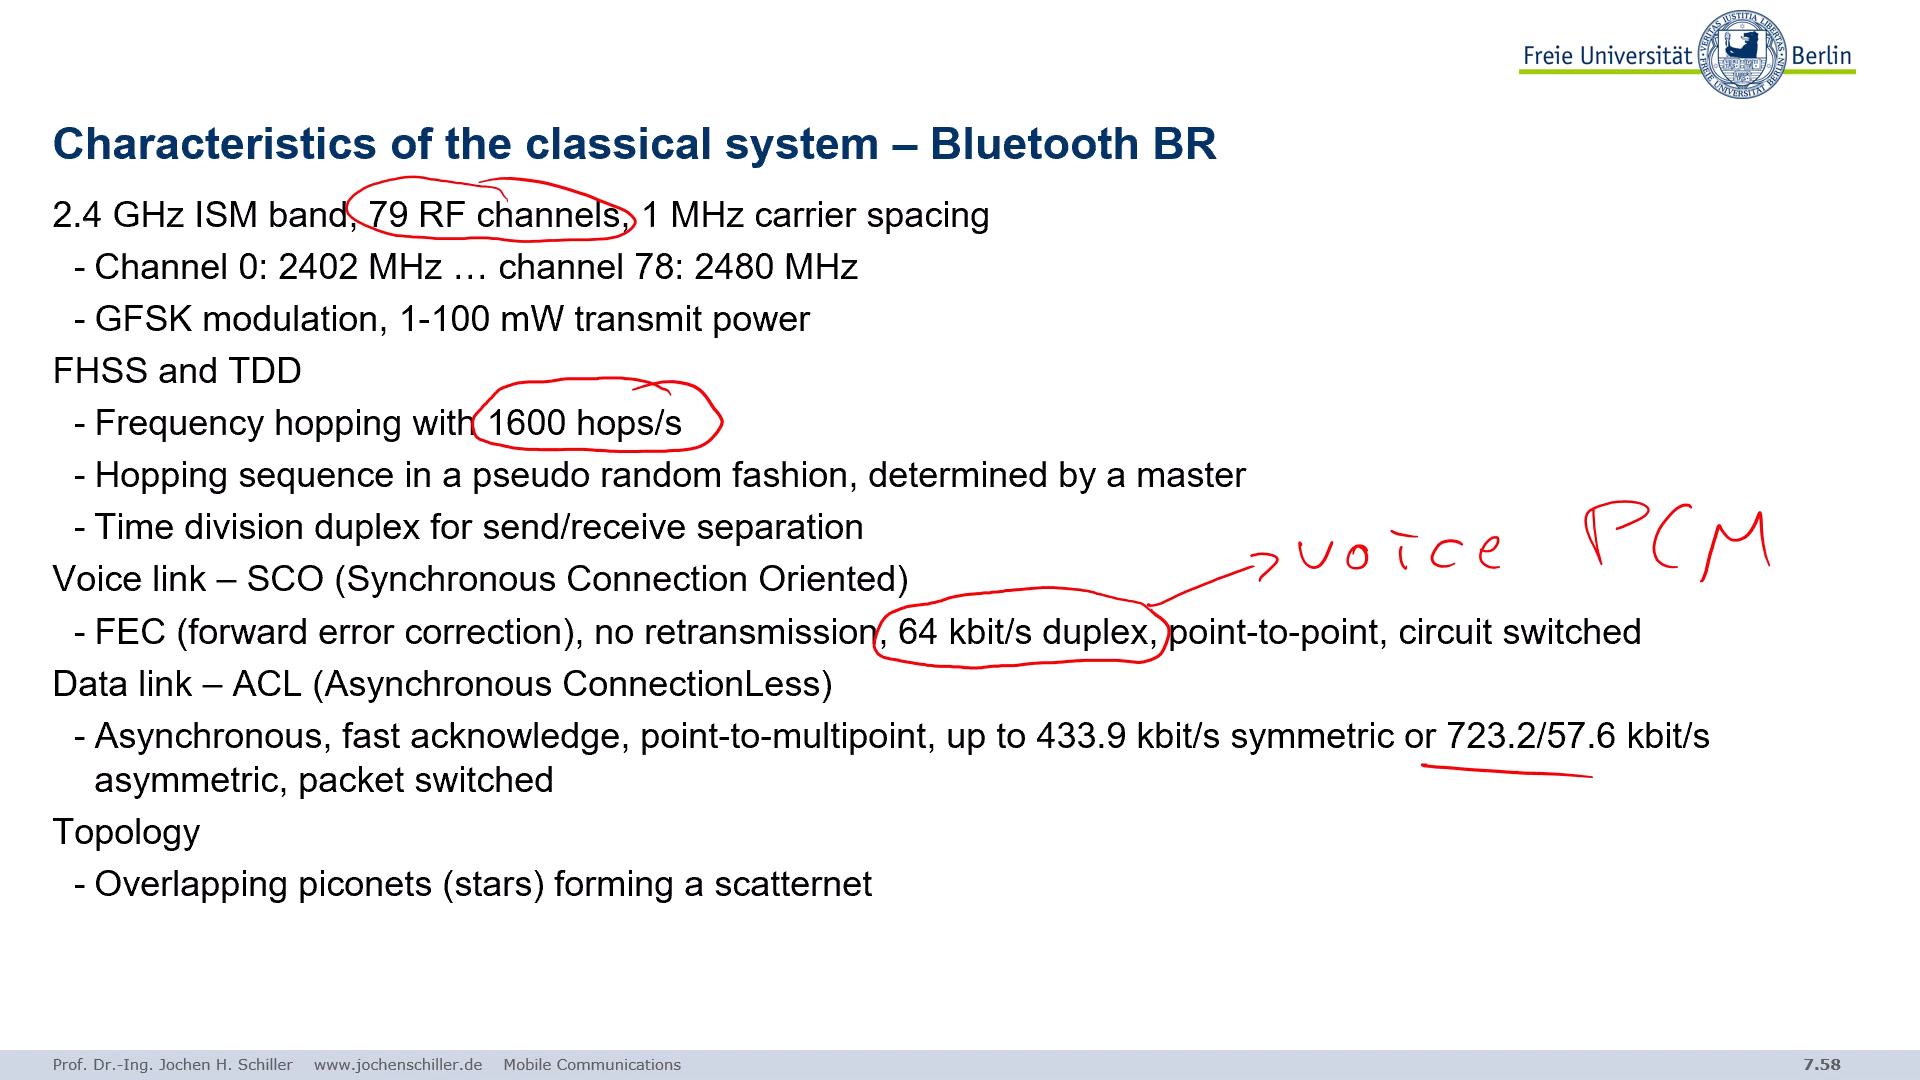 Freie Universität Berlin
Characteristics of the classical system – Bluetooth BR
2.4 GHz ISM band, 79 RF channels, 1 MHz carrier spacing
- Channel 0: 2402 MHz … channel 78: 2480 MHz
- GFSK modulation, 1-100 mW transmit power
FHSS and TDD
- Frequency hopping with 1600 hops/s
- Hopping sequence in a pseudo random fashion, determined by a master
- Time division duplex for send/receive separation
voice PCM
Voice link – SCO (Synchronous Connection Oriented)
- FEC (forward error correction), no retransmission, 64 kbit/s duplex, point-to-point, circuit switched
Data link – ACL (Asynchronous ConnectionLess)
- Asynchronous, fast acknowledge, point-to-multipoint, up to 433.9 kbit/s symmetric or 723.2/57.6 kbit/s
asymmetric, packet switched
Topology
- Overlapping piconets (stars) forming a scatternet
Prof. Dr.-Ing. Jochen H. Schiller www.jochenschiller.de Mobile Communications 7.58